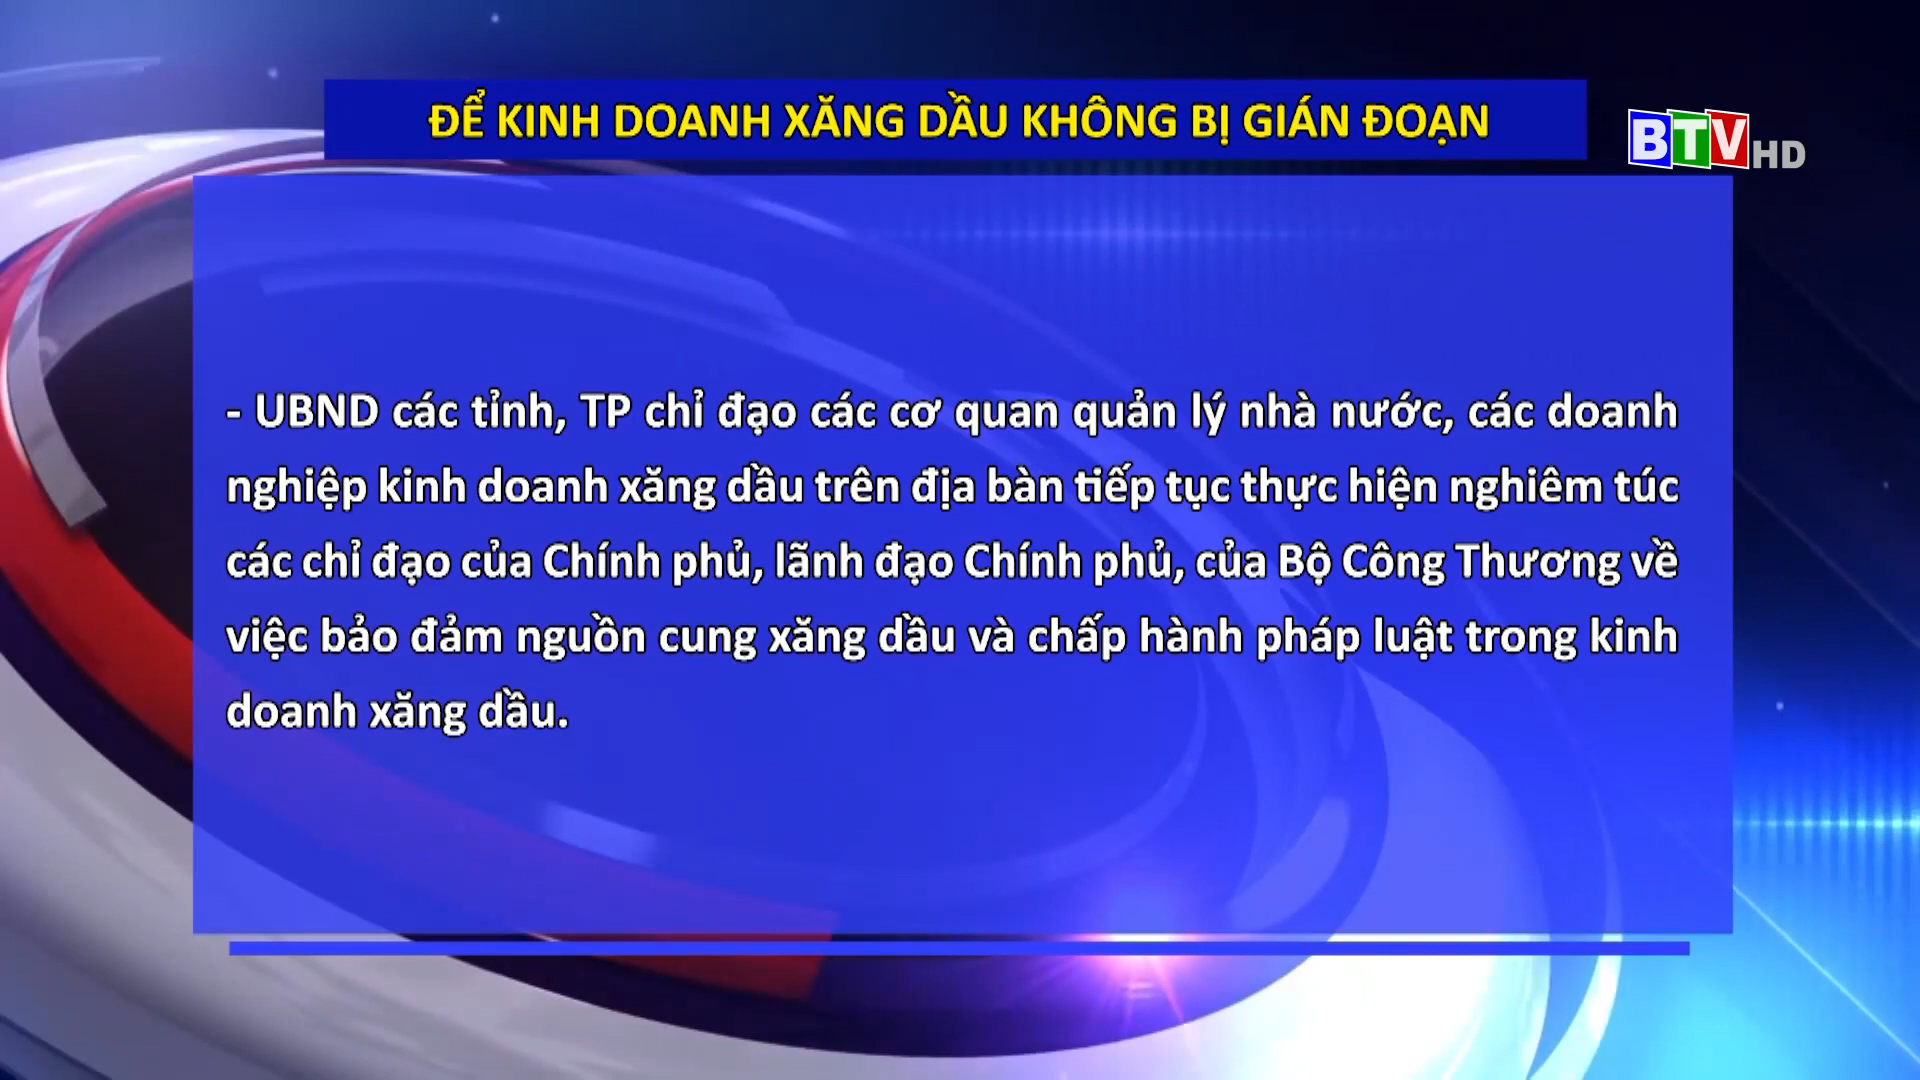 ĐỂ KINH DOANH XĂNG DẦU KHÔNG BỊ GIÁN ĐOẠN
BTV HD
- UBND các tỉnh, TP chỉ đạo các cơ quan quản lý nhà nước, các doanh
nghiệp kinh doanh xăng dầu trên địa bàn tiếp tục thực hiện nghiêm túc
các chỉ đạo của Chính phủ, lãnh đạo Chính phủ, của Bộ Công Thương về
việc bảo đảm nguồn cung xăng dầu và chấp hành pháp luật trong kinh
doanh xăng dầu.